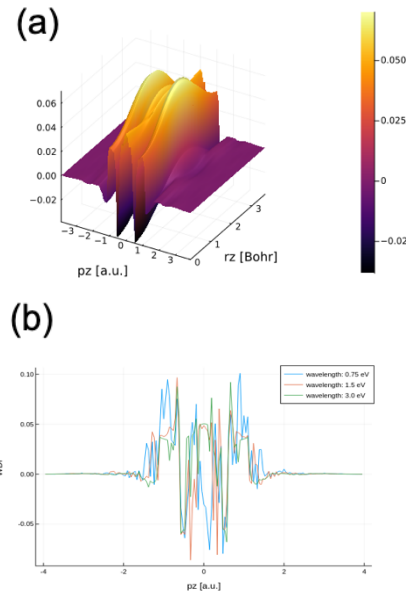 (a)
0.06
0.04
0.02
0.00
−0.02
−3 −2 −1 0 1 2 3
pz [a.u.]
0 1 2 3
rz [Bohr]
0.050
0.025
0
(b)
0.10
0.05
0.00
-0.05
wavelength: 0.75 eV
wavelength: 1.5 eV
wavelength: 3.0 eV
-4 -2 0 2 4
pz [a.u.]